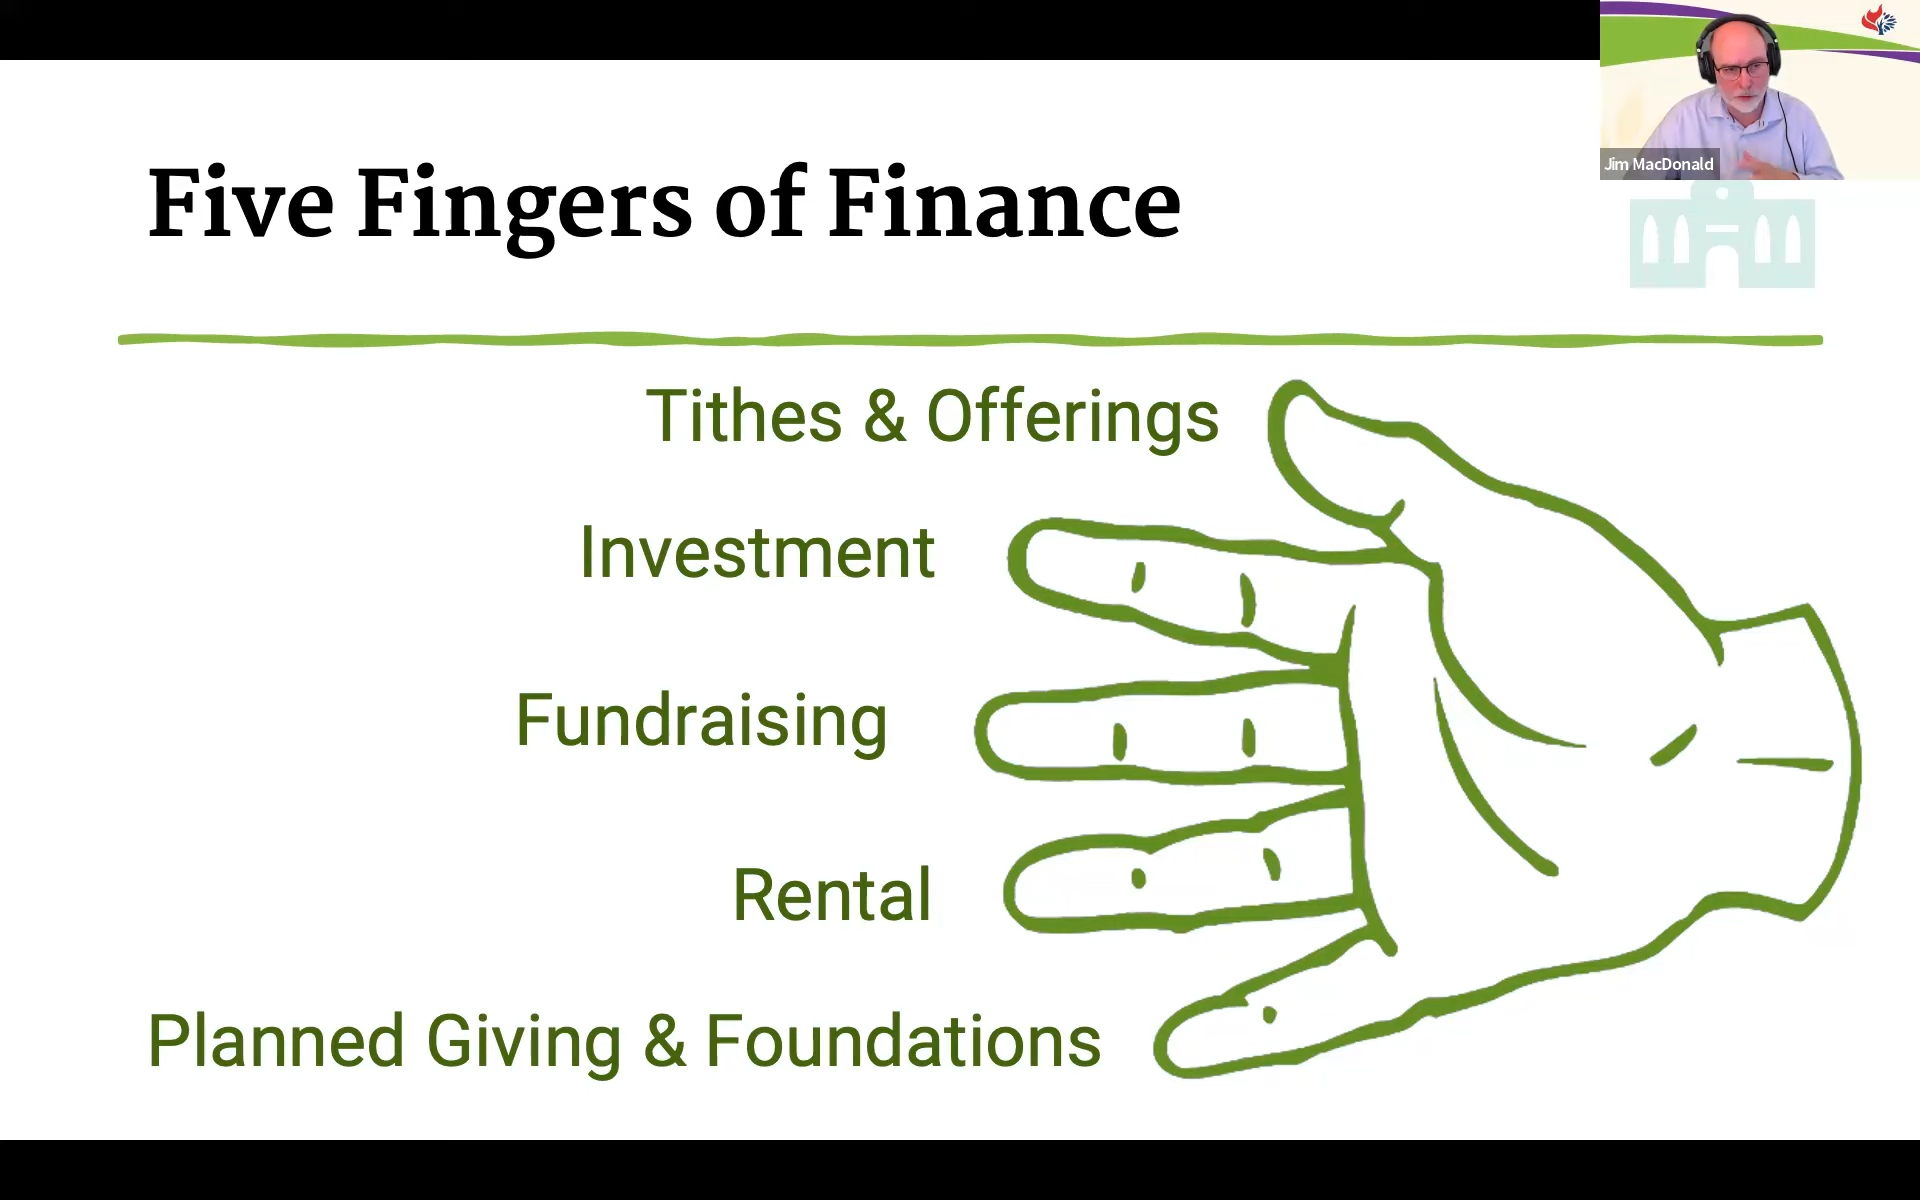 Jim MacDonald
Five Fingers of Finance
Tithes & Offerings
Investment
Fundraising
Rental
Planned Giving & Foundations